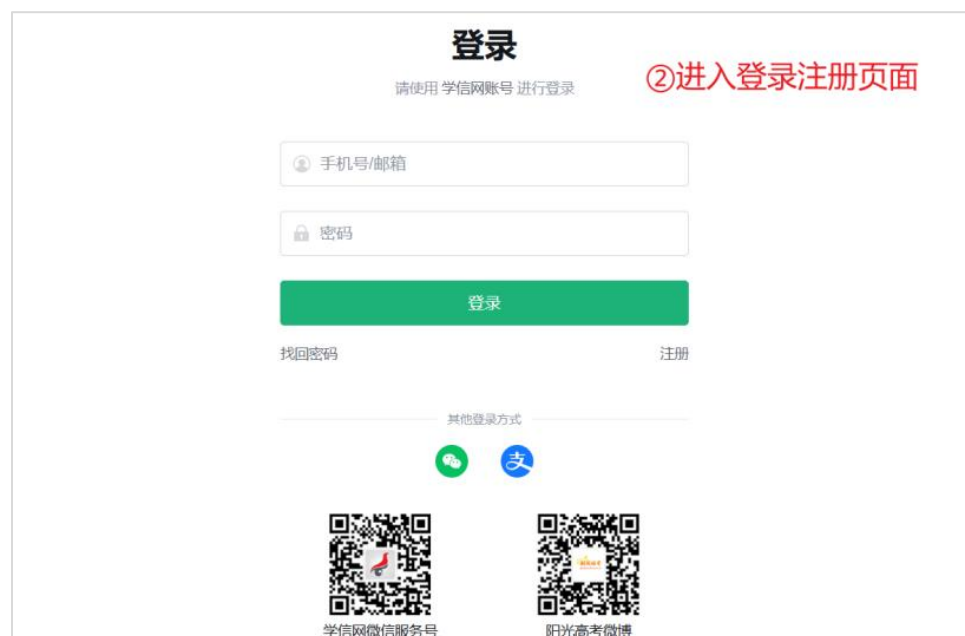 登录
②进入登录注册页面
请使用 学信网账号 进行登录
手机号/邮箱
密码
登录
找回密码
注册
其他登录方式
支
学信网微信服务号
阳光高考微博